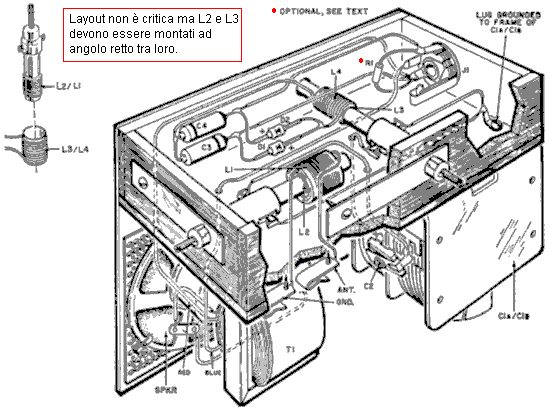 Layout non è critica ma L2 e L3
devono essere montati ad
angolo retto tra loro.
• OPTIONAL, SEE TEXT
LUG GROUNDED
TO FRAME OF
C1a/C1b
L2/L1
L3/L4
• R1
J1
L4
L3
C4
D2
C3
D1
L1
L2
ANT.
GND.
C2
C1a/C1b
T1
RED
BLUE
SPKR